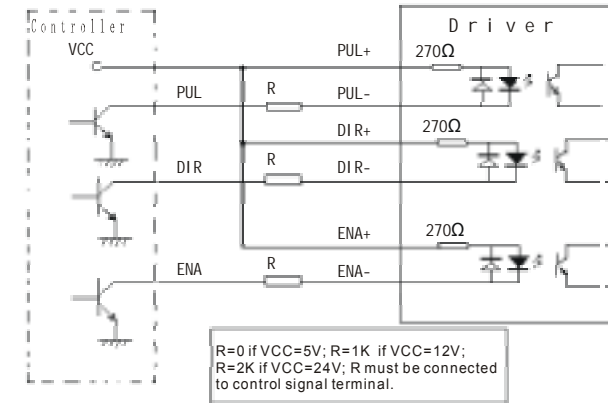 Controller
Driver
VCC
PUL+
270Ω
PUL
R
PUL-
DIR+
270Ω
DIR
R
DIR-
ENA+
270Ω
ENA
R
ENA-
R=0 if VCC=5V; R=1K if VCC=12V;
R=2K if VCC=24V; R must be connected
to control signal terminal.